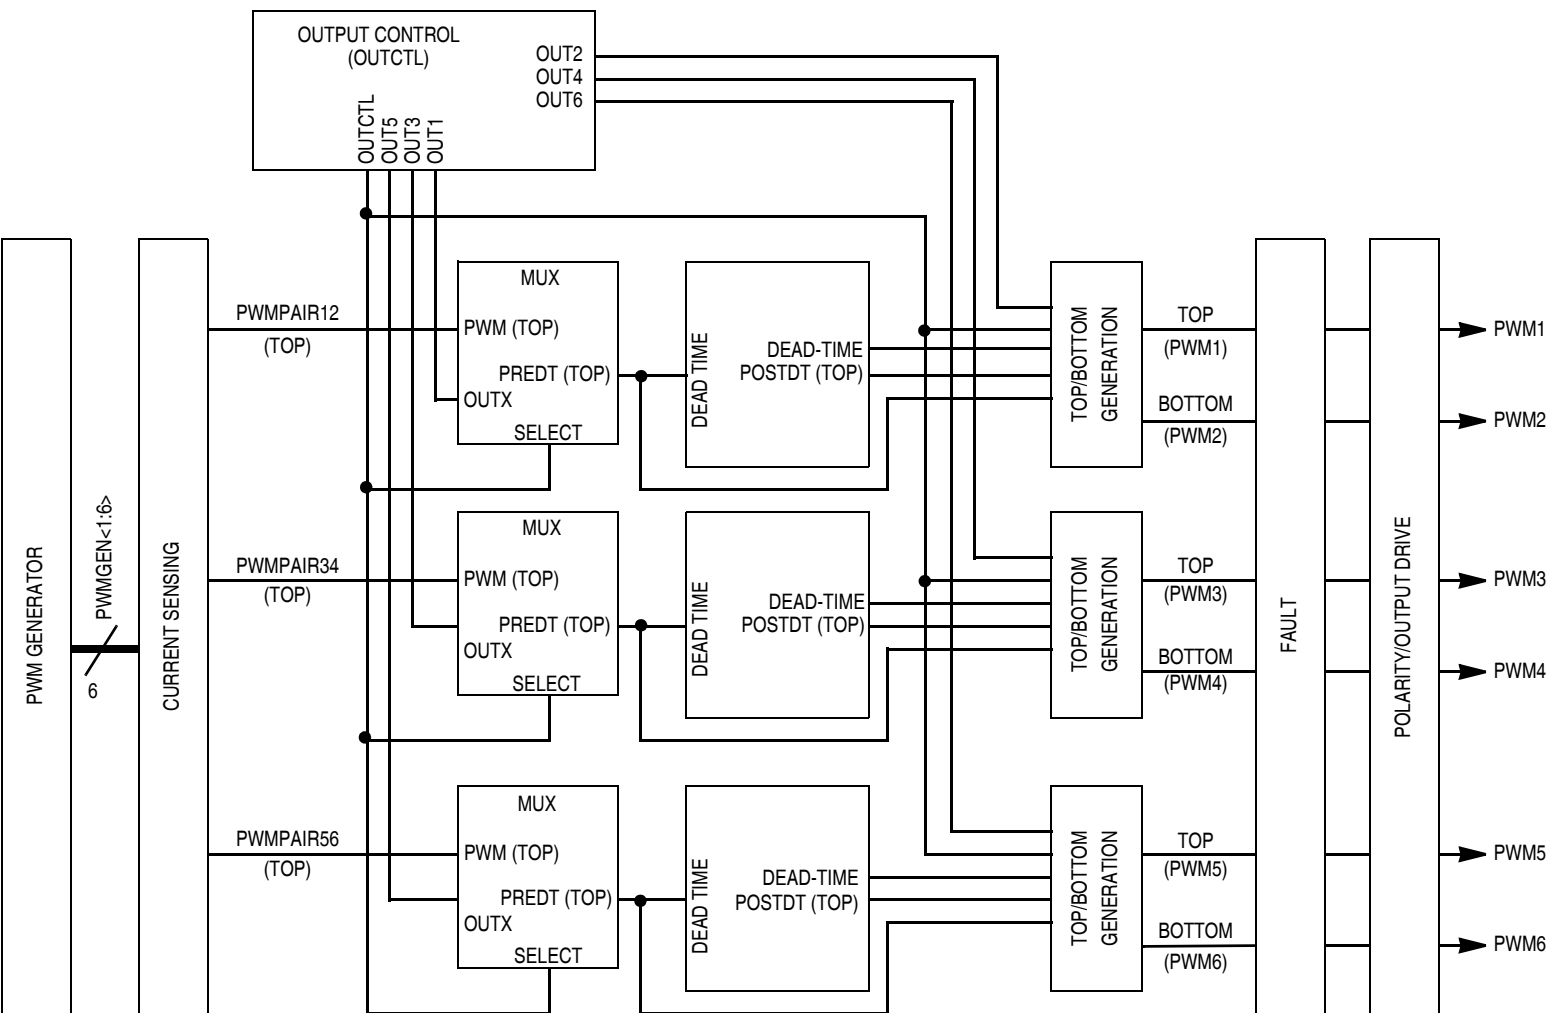 OUTPUT CONTROL
(OUTCTL)
OUT2
OUT4
OUT6
OUTCTL
OUT5
OUT3
OUT1
PWM GENERATOR
PWMGEN<1:6>
6
CURRENT SENSING
PWMPAIR12
(TOP)
MUX
PWM (TOP)
PREDT (TOP)
OUTX
SELECT
DEAD TIME
DEAD-TIME
POSTDT (TOP)
TOP/BOTTOM
GENERATION
TOP
(PWM1)
BOTTOM
(PWM2)
PWMPAIR34
(TOP)
MUX
PWM (TOP)
PREDT (TOP)
OUTX
SELECT
DEAD TIME
DEAD-TIME
POSTDT (TOP)
TOP/BOTTOM
GENERATION
TOP
(PWM3)
BOTTOM
(PWM4)
PWMPAIR56
(TOP)
MUX
PWM (TOP)
PREDT (TOP)
OUTX
SELECT
DEAD TIME
DEAD-TIME
POSTDT (TOP)
TOP/BOTTOM
GENERATION
TOP
(PWM5)
BOTTOM
(PWM6)
FAULT
POLARITY/OUTPUT DRIVE
PWM1
PWM2
PWM3
PWM4
PWM5
PWM6